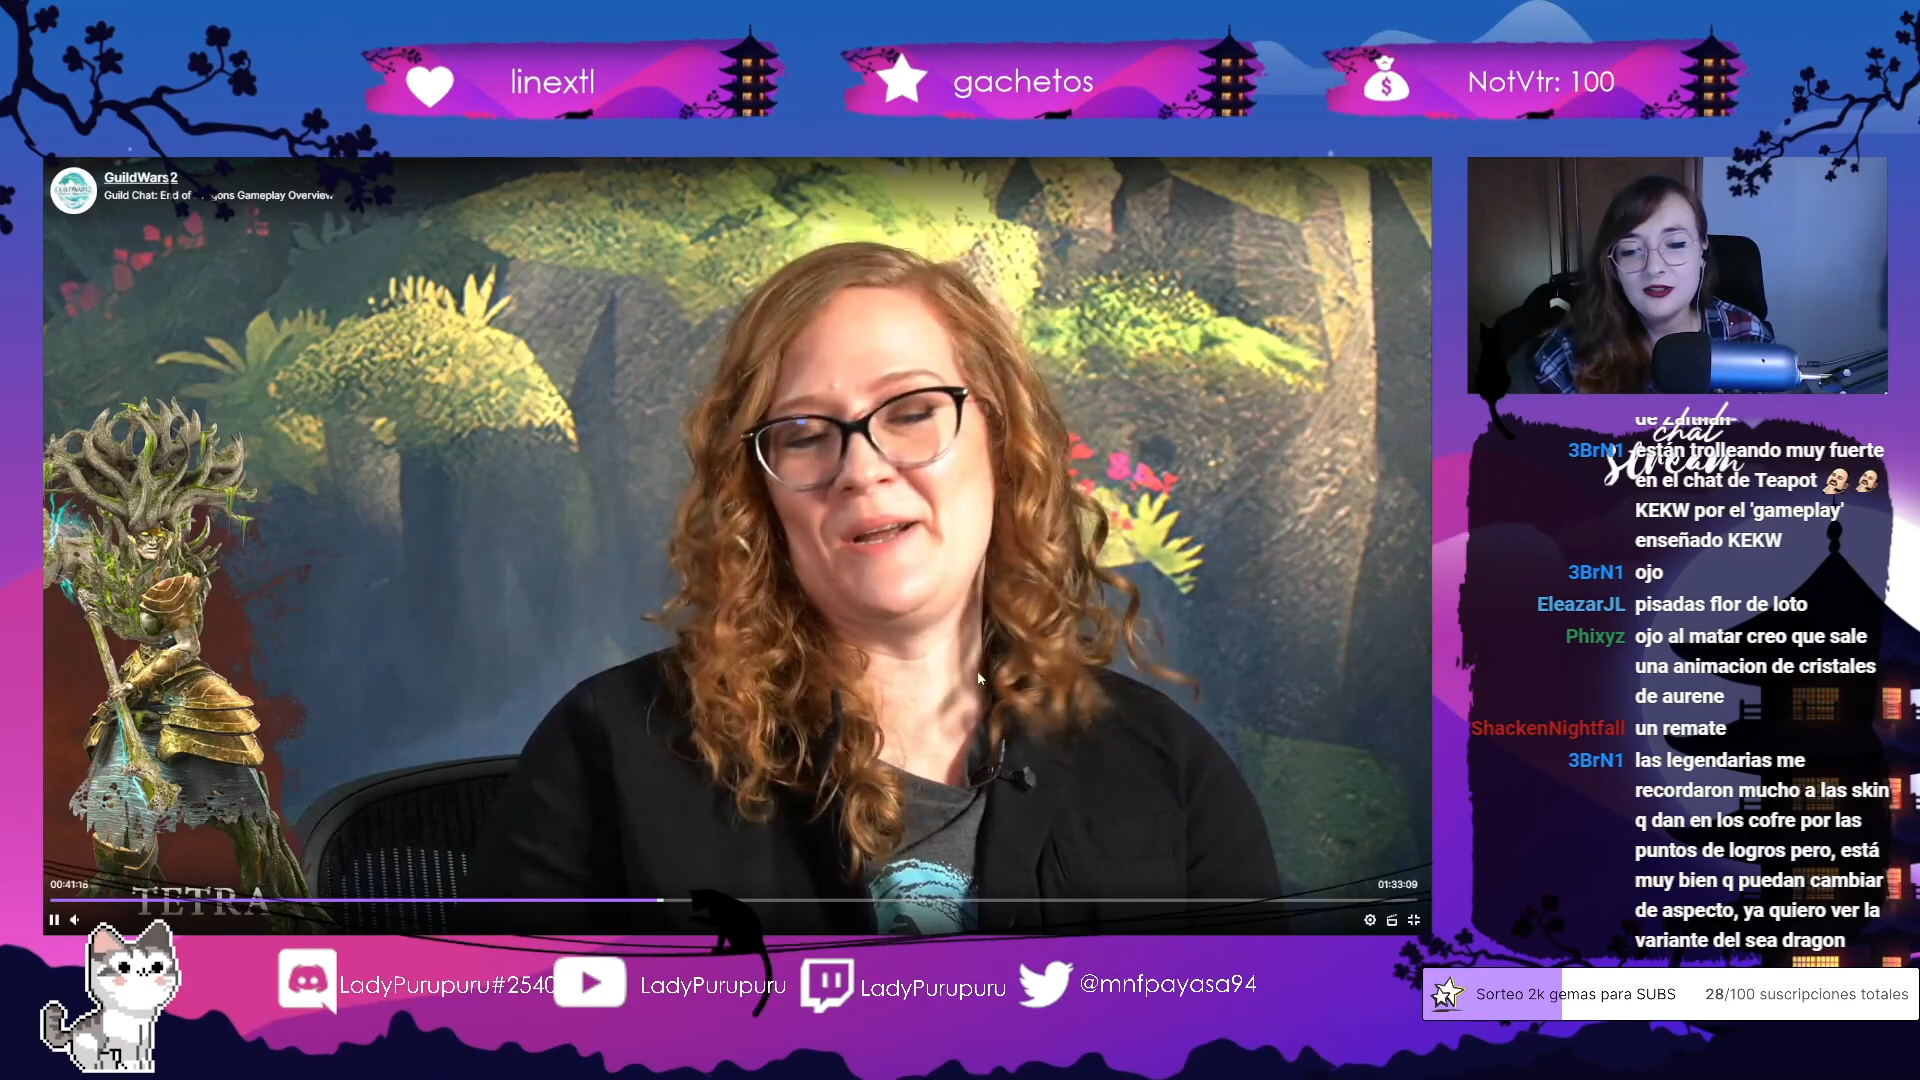 linextl
gachetos
NotVtr: 100
GuildWars2
Guild Chat: End of Dragons Gameplay Overview
TETRA
00:41:16
01:33:09
chat
stream
3BrN1 están trolleando muy fuerte
en el chat de Teapot
KEKW por el 'gameplay'
enseñado KEKW
3BrN1 ojo
EleazarJL pisadas flor de loto
Phixyz ojo al matar creo que sale
una animacion de cristales
de aurene
ShackenNightfall un remate
3BrN1 las legendarias me
recordaron mucho a las skin
q dan en los cofre por las
puntos de logros pero, está
muy bien q puedan cambiar
de aspecto, ya quiero ver la
variante del sea dragon
LadyPurupuru#2540
LadyPurupuru
LadyPurupuru
@mnfpayasa94
Sorteo 2k gemas para SUBS 28/100 suscripciones totales